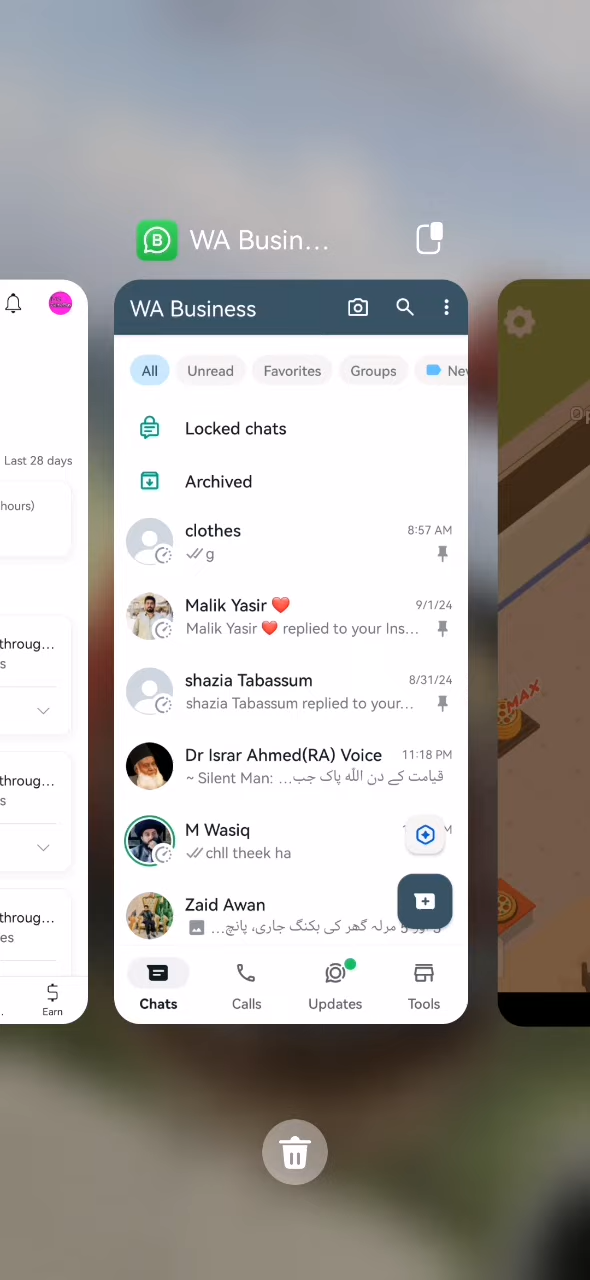 WA Busin...
WA Business
All
Unread
Favorites
Groups
Locked chats
Archived
clothes
8:57 AM
g
Malik Yasir ❤️
9/1/24
Malik Yasir ❤️ replied to your Ins...
shazia Tabassum
8/31/24
shazia Tabassum replied to your...
Dr Israr Ahmed(RA) Voice
11:18 PM
~ Silent Man: قیامت کے دن اللّٰہ پاک جب...
M Wasiq
chll theek ha
Zaid Awan
مرلہ گھر کی بکنگ جاری، پانچ...
Chats
Calls
Updates
Tools
Last 28 days
hours)
throug...
s
throug...
s
throug...
es
Earn
MAX